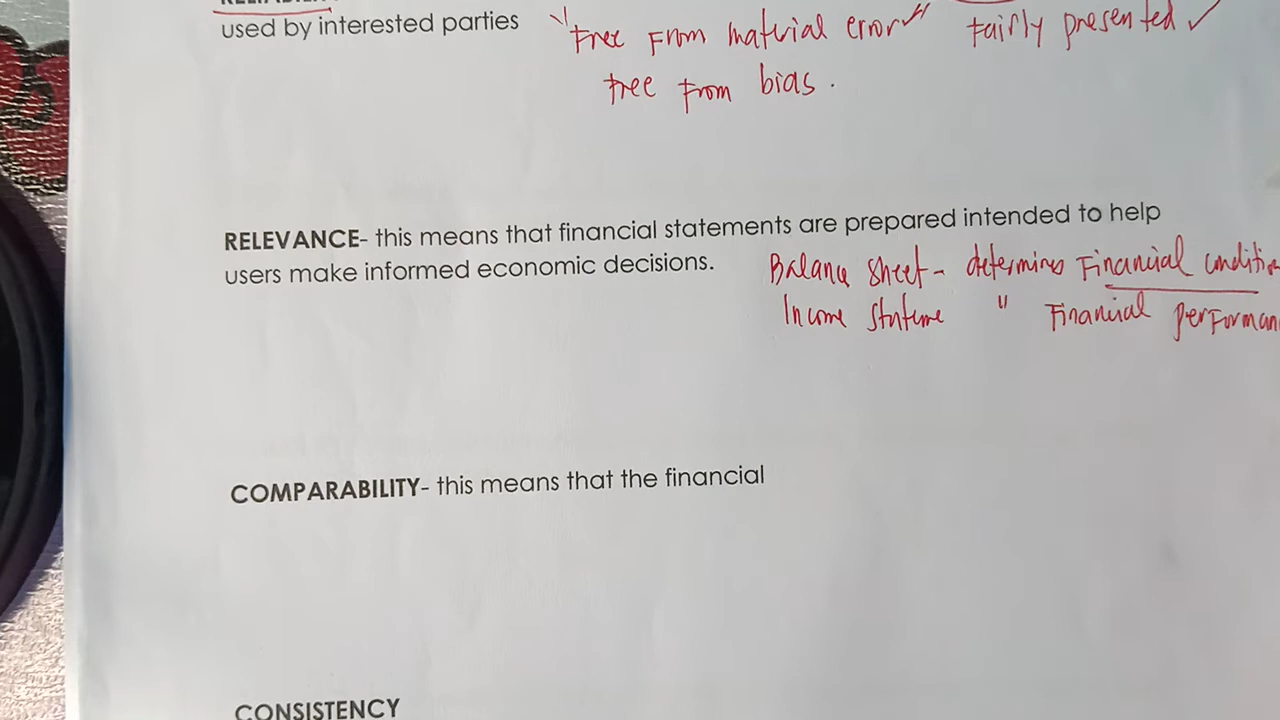 used by interested parties "Free From material error" Fairly presented ✓
Free From bias.
RELEVANCE- this means that financial statements are prepared intended to help
users make informed economic decisions. Balance Sheet - determines Financial
Income Stateme " Financial
COMPARABILITY- this means that the financial
CONSISTENCY